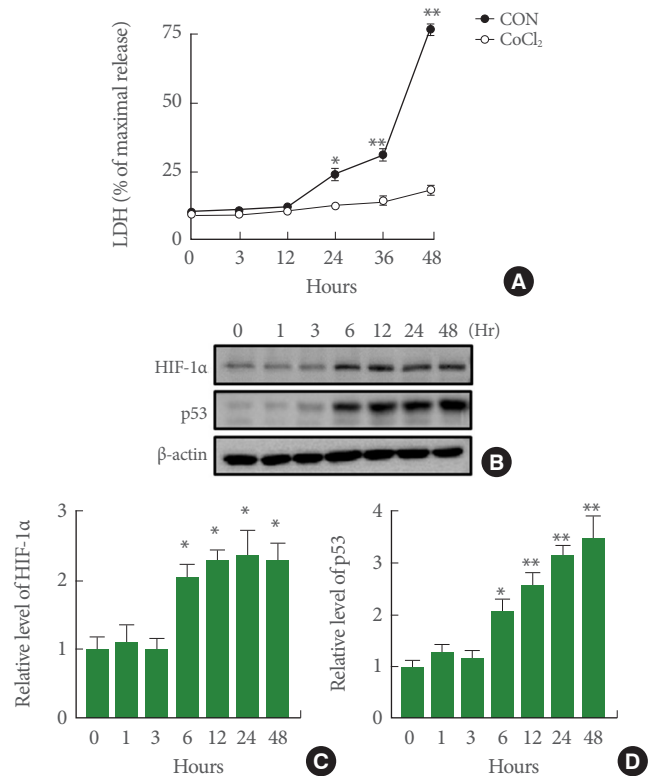 75
50
25
0
LDH (% of maximal release)
* ** **
CON
CoCl₂
0 3 12 24 36 48
Hours
A
0 1 3 6 12 24 48 (Hr)
HIF-1α
p53
β-actin
B
3
2
1
0
Relative level of HIF-1α
* * * *
0 1 3 6 12 24 48
Hours
C
4
3
2
1
0
Relative level of p53
* ** ** **
0 1 3 6 12 24 48
Hours
D